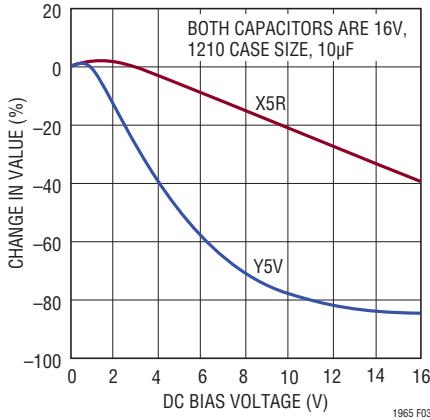 20
0
–20
–40
–60
–80
–100
CHANGE IN VALUE (%)
BOTH CAPACITORS ARE 16V,
1210 CASE SIZE, 10µF
X5R
Y5V
0 2 4 6 8 10 12 14 16
DC BIAS VOLTAGE (V)
1965 F03